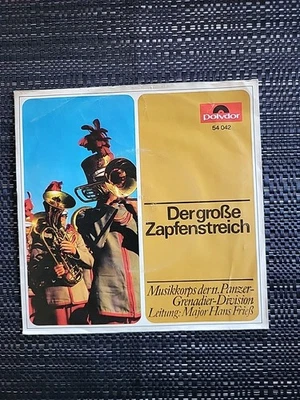 Polydor
54 042
Der große
Zapfenstreich
Musikkorps der 11. Panzer-
Grenadier-Division
Leitung: Major Hans Frieß